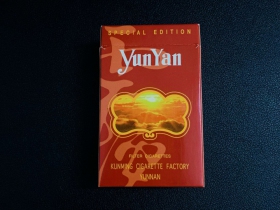 SPECIAL EDITION
YunYan
FILTER CIGARETTES
KUNMING CIGARETTE FACTORY
YUNNAN